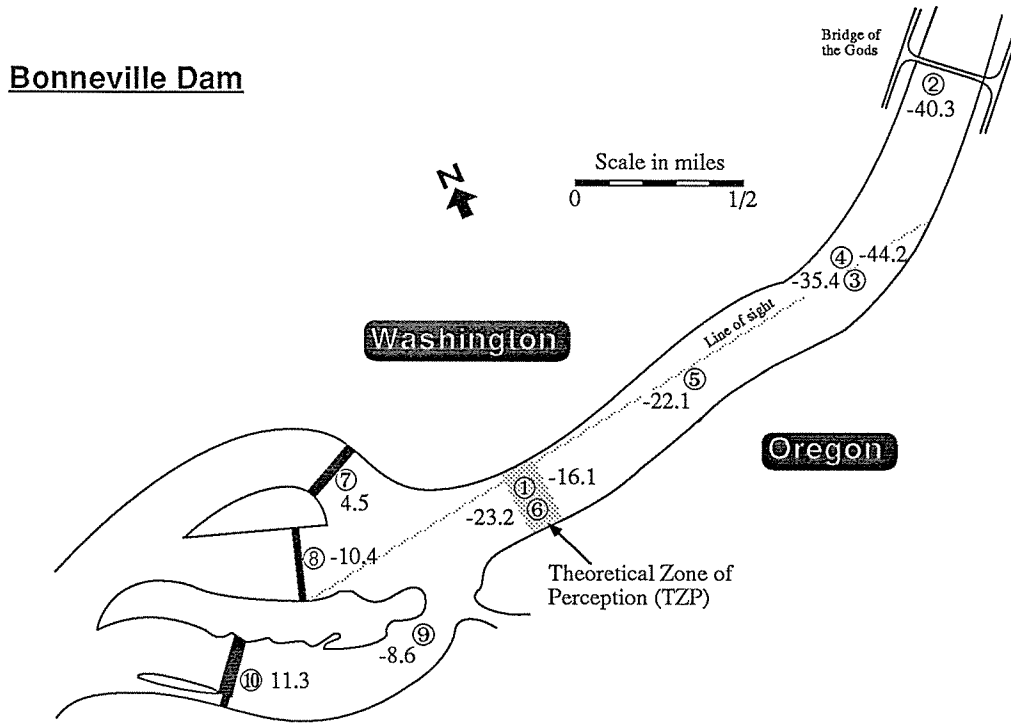 Bridge of
the Gods
Bonneville Dam
②
-40.3
N
Scale in miles
0 1/2
④ -44.2
-35.4 ③
Line of sight
Washington
⑤
-22.1
Oregon
⑦
4.5
① -16.1
-23.2 ⑥
⑧ -10.4
Theoretical Zone of
Perception (TZP)
⑨
-8.6
⑩ 11.3